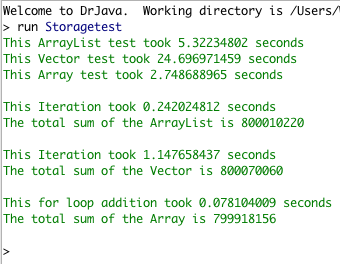 Welcome to DrJava.  Working directory is /Users/
> run Storagetest
This ArrayList test took 5.32234802 seconds
This Vector test took 24.696971459 seconds
This Array test took 2.748688965 seconds
This Iteration took 0.242024812 seconds
The total sum of the ArrayList is 800010220
This Iteration took 1.147658437 seconds
The total sum of the Vector is 800070060
This for loop addition took 0.078104009 seconds
The total sum of the Array is 799918156
>